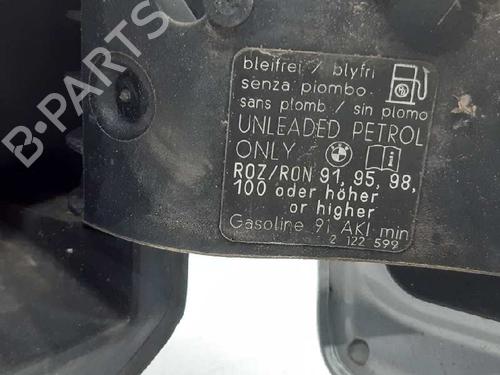 B-PARTS
bleifrei / blyfri
senza piombo
sans plomb / sin plomo
UNLEADED PETROL
ONLY
ROZ/RON 91, 95, 98,
100 oder höher
or higher
Gasoline 91 AKI min
2 122 599